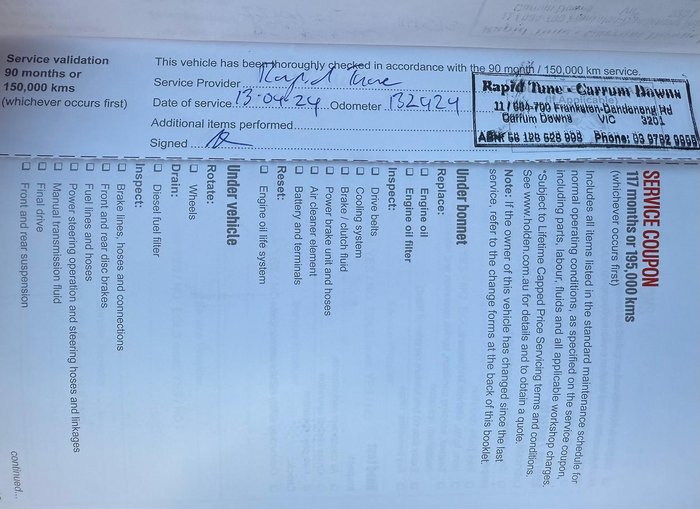 Service validation
90 months or
150,000 kms
(whichever occurs first)
This vehicle has been thoroughly checked in accordance with the 90 month / 150,000 km service.
Service Provider Rapid Tune
Date of service 13-04-24 Odometer 132424
Additional items performed
Signed
Rapid Tune - Carrum Downs
11 / 684-700 Frankston-Dandenong Rd
Carrum Downs VIC 3201
Phone: 03 9782
SERVICE COUPON
117 months or 195,000 kms
(whichever occurs first)
Includes all items listed in the standard maintenance schedule for
normal operating conditions, as specified on the service coupon,
including parts, labour, fluids and all applicable workshop charges.
*Subject to Lifetime Capped Price Servicing terms and conditions.
See www.holden.com.au for details and to obtain a quote.
Note: If the owner of this vehicle has changed since the last
service, refer to the change forms at the back of this booklet.
Under bonnet
Replace:
☐ Engine oil
☐ Engine oil filter
Inspect:
☐ Drive belts
☐ Cooling system
☐ Brake / clutch fluid
☐ Power brake unit and hoses
☐ Air cleaner element
☐ Battery and terminals
Reset:
☐ Engine oil life system
Under vehicle
Rotate:
☐ Wheels
Drain:
☐ Diesel fuel filter
Inspect:
☐ Brake lines, hoses and connections
☐ Front and rear disc brakes
☐ Fuel lines and hoses
☐ Power steering operation and steering hoses and linkages
☐ Manual transmission fluid
☐ Final drive
☐ Front and rear suspension
continued...